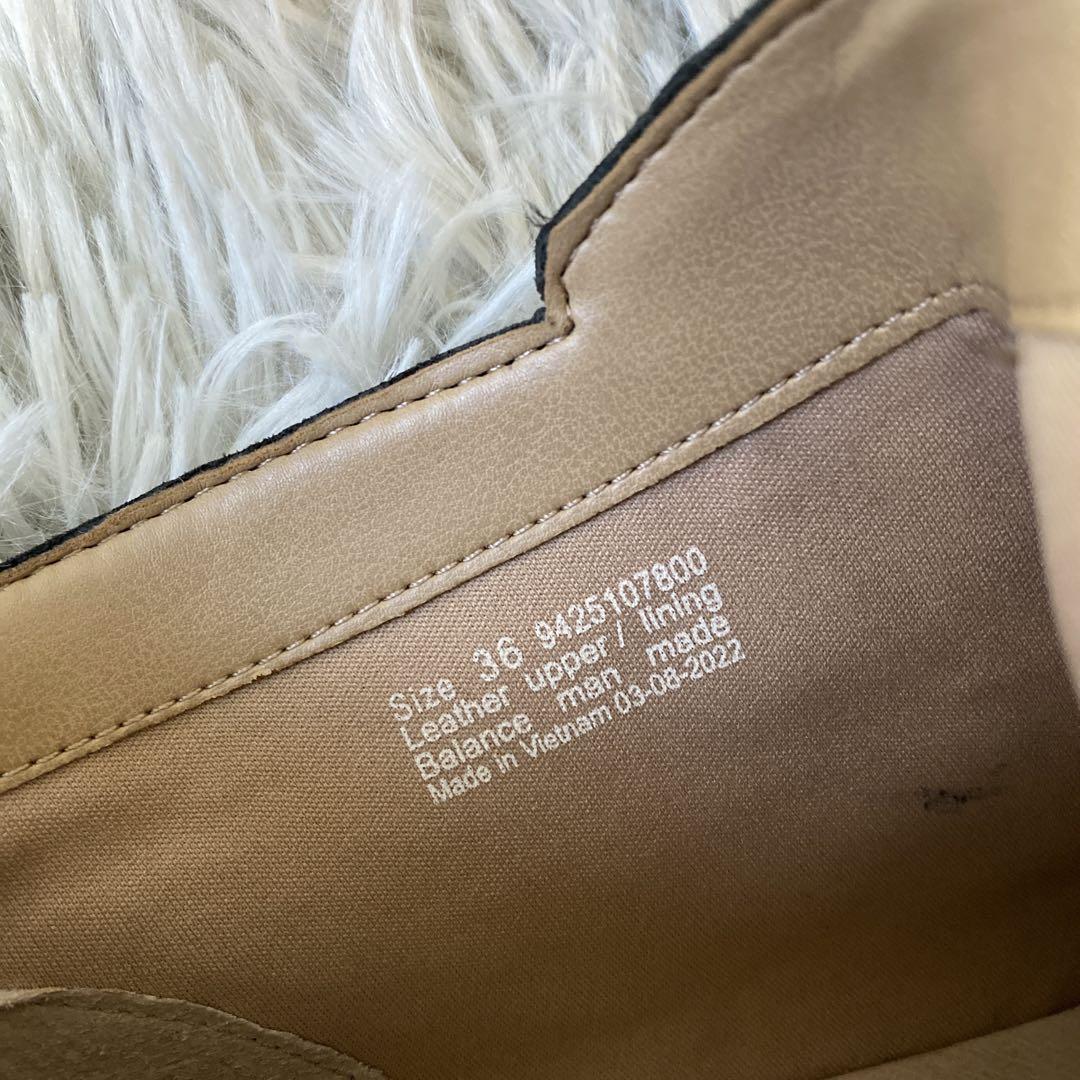 Size 36 9425107800
Leather upper/ lining
Balance man made
Made in Vietnam 03-08-2022